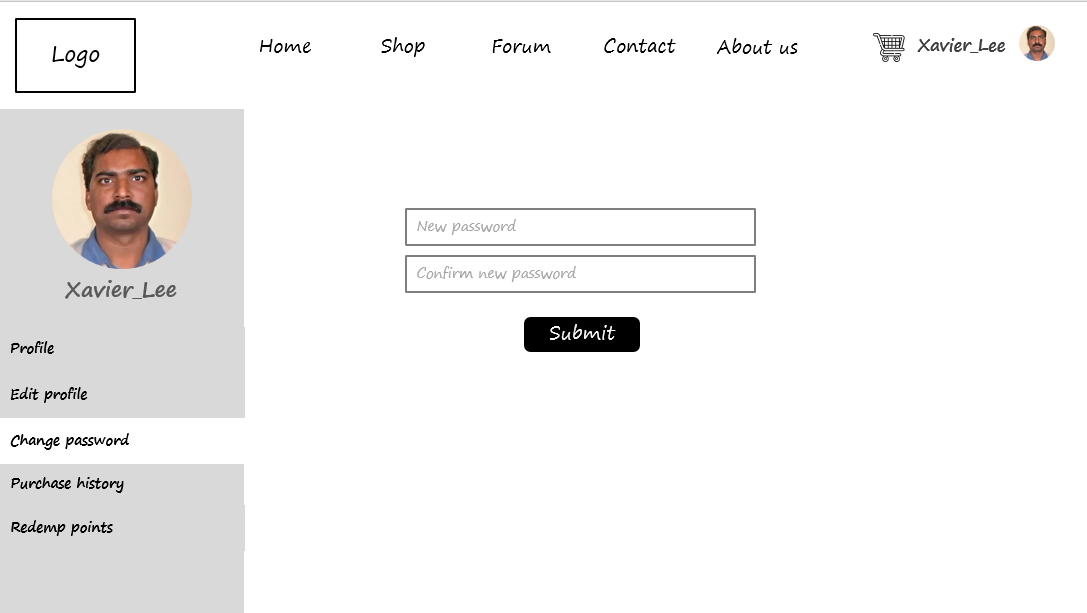 Logo
Home
Shop
Forum
Contact
About us
Xavier_Lee
Xavier_Lee
Profile
Edit profile
Change password
Purchase history
Redemp points
New password
Confirm new password
Submit